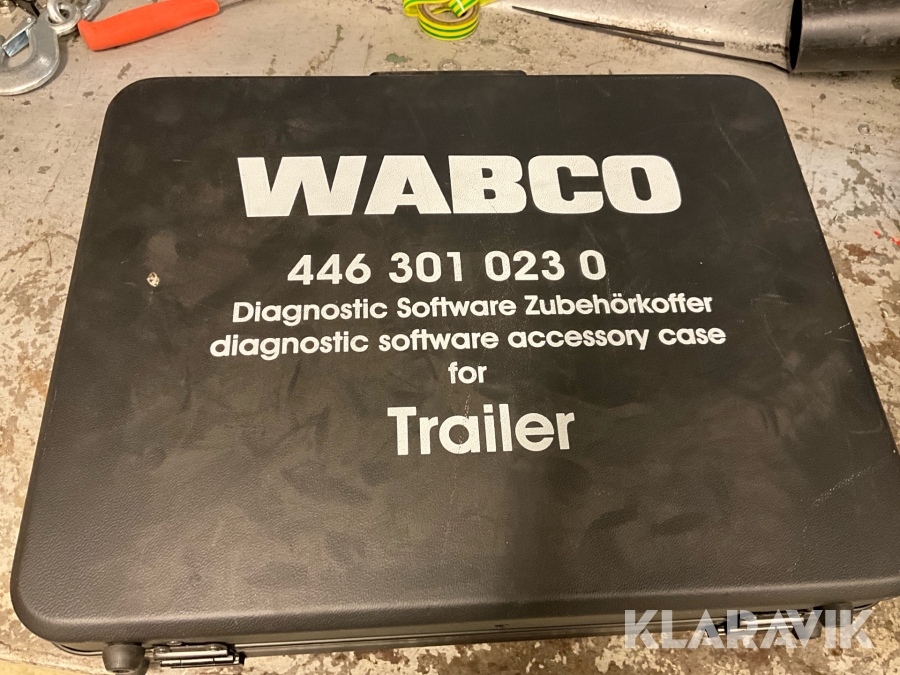 WABCO
446 301 023 0
Diagnostic Software Zubehörkoffer
diagnostic software accessory case
for
Trailer
KLARAVIK